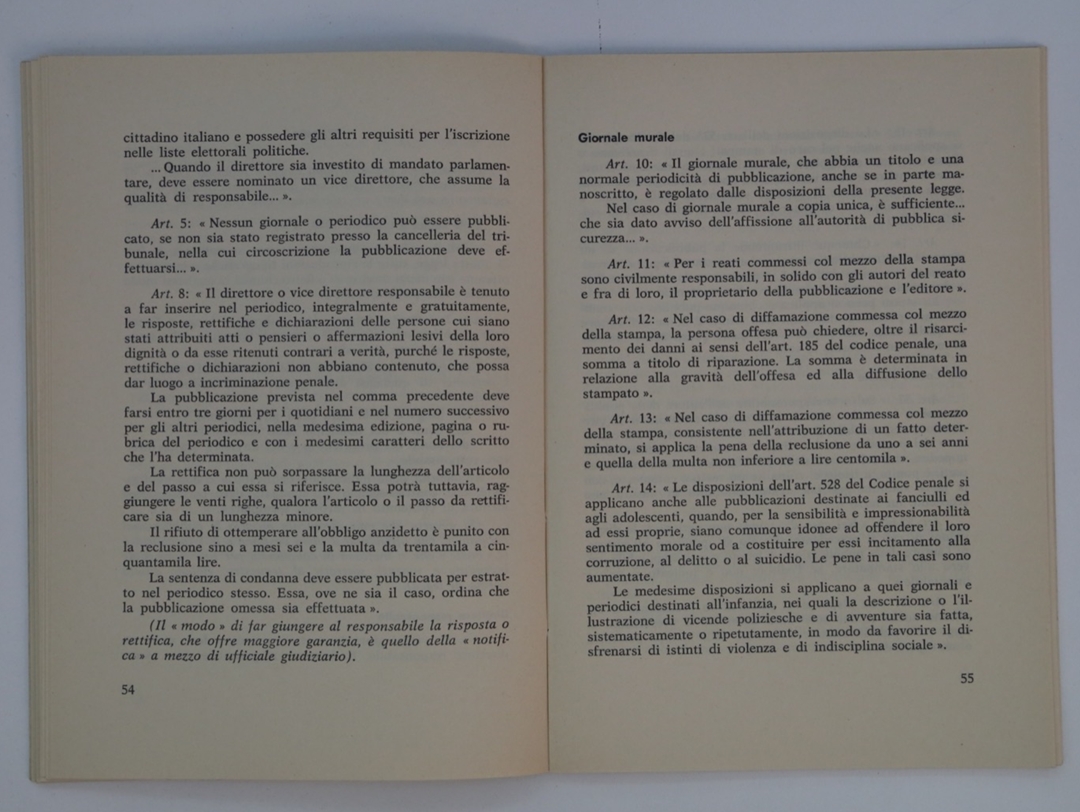 cittadino italiano e possedere gli altri requisiti per l'iscrizione
nelle liste elettorali politiche.
... Quando il direttore sia investito di mandato parlamen-
tare, deve essere nominato un vice direttore, che assume la
qualità di responsabile... ».
Art. 5: « Nessun giornale o periodico può essere pubbli-
cato, se non sia stato registrato presso la cancelleria del tri-
bunale, nella cui circoscrizione la pubblicazione deve ef-
fettuarsi... ».
Art. 8: « Il direttore o vice direttore responsabile è tenuto
a far inserire nel periodico, integralmente e gratuitamente,
le risposte, rettifiche e dichiarazioni delle persone cui siano
stati attribuiti atti o pensieri o affermazioni lesivi della loro
dignità o da esse ritenuti contrari a verità, purché le risposte,
rettifiche o dichiarazioni non abbiano contenuto, che possa
dar luogo a incriminazione penale.
La pubblicazione prevista nel comma precedente deve
farsi entro tre giorni per i quotidiani e nel numero successivo
per gli altri periodici, nella medesima edizione, pagina o ru-
brica del periodico e con i medesimi caratteri dello scritto
che l'ha determinata.
La rettifica non può sorpassare la lunghezza dell'articolo
e del passo a cui essa si riferisce. Essa potrà tuttavia, rag-
giungere le venti righe, qualora l'articolo o il passo da rettifi-
care sia di un lunghezza minore.
Il rifiuto di ottemperare all'obbligo anzidetto è punito con
la reclusione sino a mesi sei e la multa da trentamila a cin-
quantamila lire.
La sentenza di condanna deve essere pubblicata per estrat-
to nel periodico stesso. Essa, ove ne sia il caso, ordina che
la pubblicazione omessa sia effettuata ».
(Il « modo » di far giungere al responsabile la risposta o
rettifica, che offre maggiore garanzia, è quello della « notifi-
ca » a mezzo di ufficiale giudiziario).
54
Giornale murale
Art. 10: « Il giornale murale, che abbia un titolo e una
normale periodicità di pubblicazione, anche se in parte ma-
noscritto, è regolato dalle disposizioni della presente legge.
Nel caso di giornale murale a copia unica, è sufficiente...
che sia dato avviso dell'affissione all'autorità di pubblica si-
curezza... ».
Art. 11: « Per i reati commessi col mezzo della stampa
sono civilmente responsabili, in solido con gli autori del reato
e fra di loro, il proprietario della pubblicazione e l'editore ».
Art. 12: « Nel caso di diffamazione commessa col mezzo
della stampa, la persona offesa può chiedere, oltre il risarci-
mento dei danni ai sensi dell'art. 185 del codice penale, una
somma a titolo di riparazione. La somma è determinata in
relazione alla gravità dell'offesa ed alla diffusione dello
stampato ».
Art. 13: « Nel caso di diffamazione commessa col mezzo
della stampa, consistente nell'attribuzione di un fatto deter-
minato, si applica la pena della reclusione da uno a sei anni
e quella della multa non inferiore a lire centomila ».
Art. 14: « Le disposizioni dell'art. 528 del Codice penale si
applicano anche alle pubblicazioni destinate ai fanciulli ed
agli adolescenti, quando, per la sensibilità e impressionabilità
ad essi proprie, siano comunque idonee ad offendere il loro
sentimento morale od a costituire per essi incitamento alla
corruzione, al delitto o al suicidio. Le pene in tali casi sono
aumentate.
Le medesime disposizioni si applicano a quei giornali e
periodici destinati all'infanzia, nei quali la descrizione o l'il-
lustrazione di vicende poliziesche e di avventure sia fatta,
sistematicamente o ripetutamente, in modo da favorire il di-
sfrenarsi di istinti di violenza e di indisciplina sociale ».
55